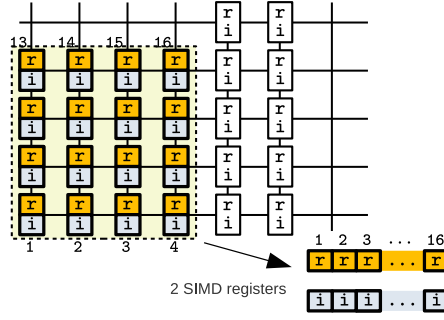 r r
i i
13 14 15 16
r r r r r r
i i i i i i
r r r r r r
i i i i i i
r r r r r r
i i i i i i
r r r r r r
i i i i i i
1 2 3 4
1 2 3 ... 16
r r r ... r
2 SIMD registers
i i i ... i